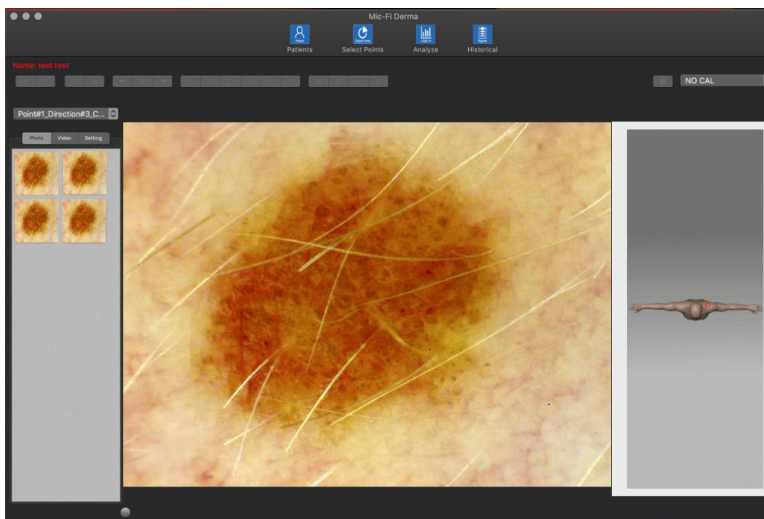 Mic-Fi Derma
Patients
Select Points
Analyze
Historical
Name: test test
NO CAL
Point#1_Direction#3_C...
Photo
Video
Setting